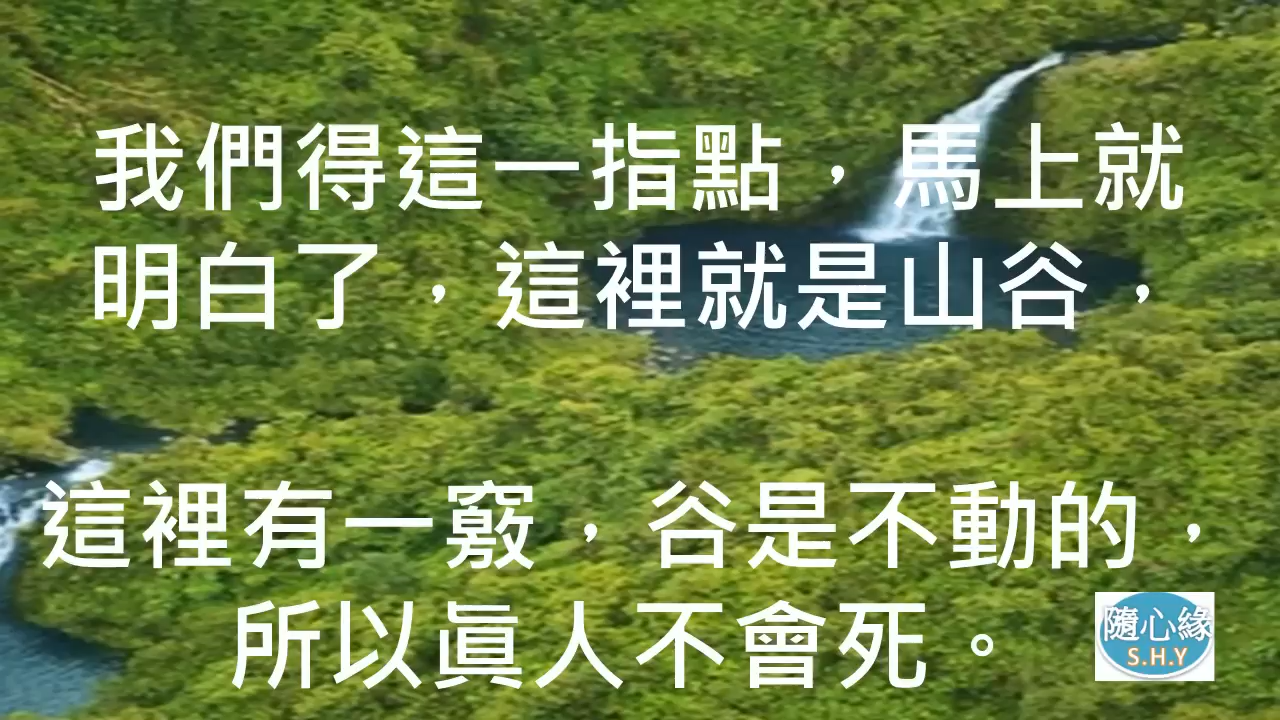 我們得這一指點，馬上就
明白了，這裡就是山谷，
這裡有一竅，谷是不動的，
所以眞人不會死。
隨心緣
S.H.Y